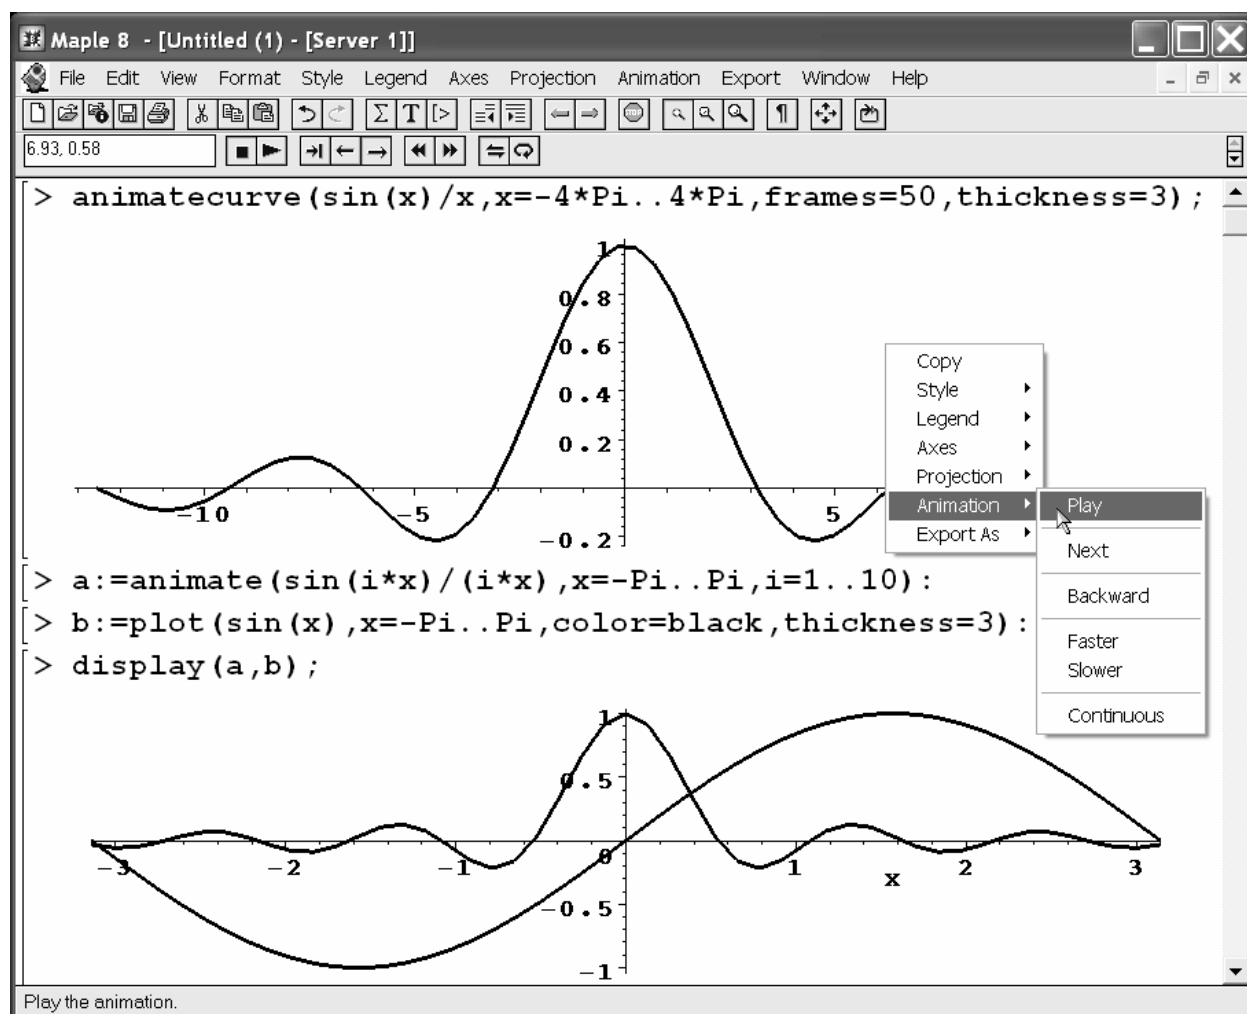 Maple 8 - [Untitled (1) - [Server 1]]
File Edit View Format Style Legend Axes Projection Animation Export Window Help
Σ T [> STOP ¶
6.93, 0.58
> animatecurve(sin(x)/x,x=-4*Pi..4*Pi,frames=50,thickness=3);
1
0.8
0.6
0.4
0.2
-10 -5 5
-0.2
Copy
Style
Legend
Axes
Projection
Animation
Export As
Play
Next
Backward
Faster
Slower
Continuous
> a:=animate(sin(i*x)/(i*x),x=-Pi..Pi,i=1..10):
> b:=plot(sin(x),x=-Pi..Pi,color=black,thickness=3):
> display(a,b);
1
0.5
-3 -2 -1 0 1 x 2 3
-0.5
-1
Play the animation.